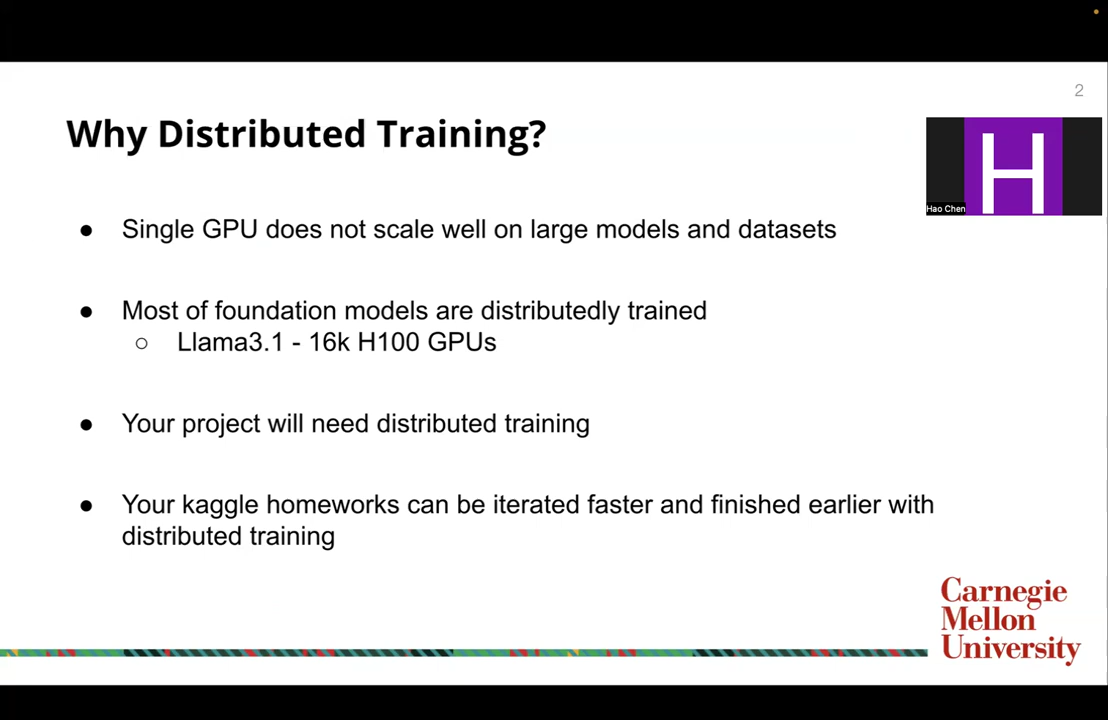 2
Why Distributed Training?
H
Hao Chen
● Single GPU does not scale well on large models and datasets
● Most of foundation models are distributedly trained
○ Llama3.1 - 16k H100 GPUs
● Your project will need distributed training
● Your kaggle homeworks can be iterated faster and finished earlier with
distributed training
Carnegie
Mellon
University